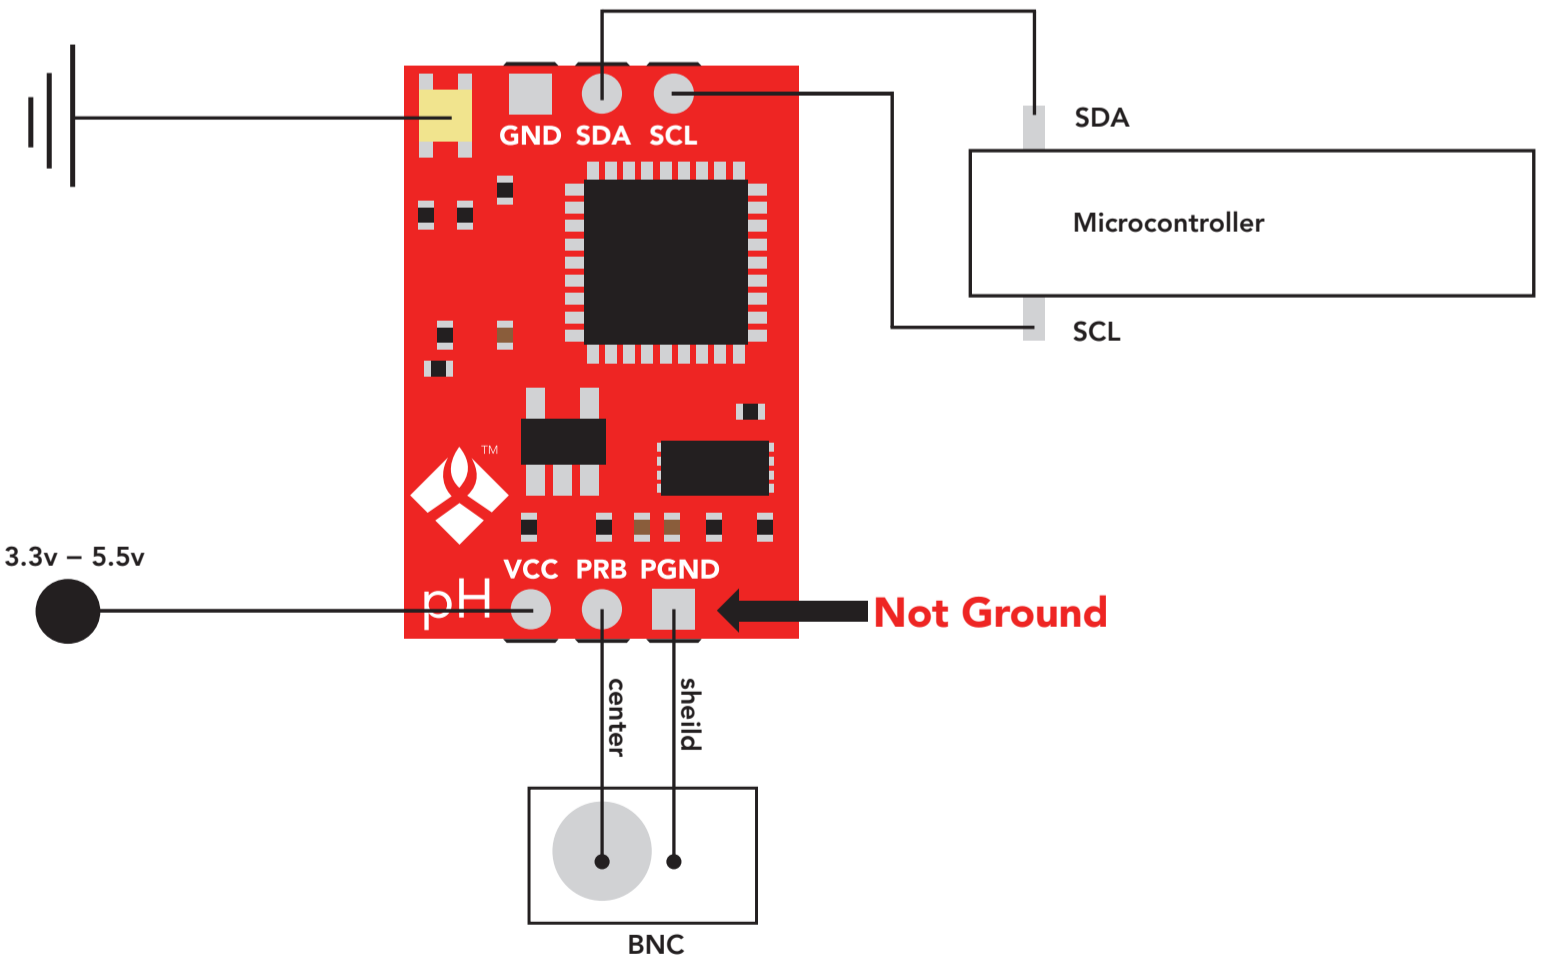 GND SDA SCL
SDA
Microcontroller
SCL
TM
3.3v – 5.5v
VCC PRB PGND
pH
Not Ground
center
sheild
BNC